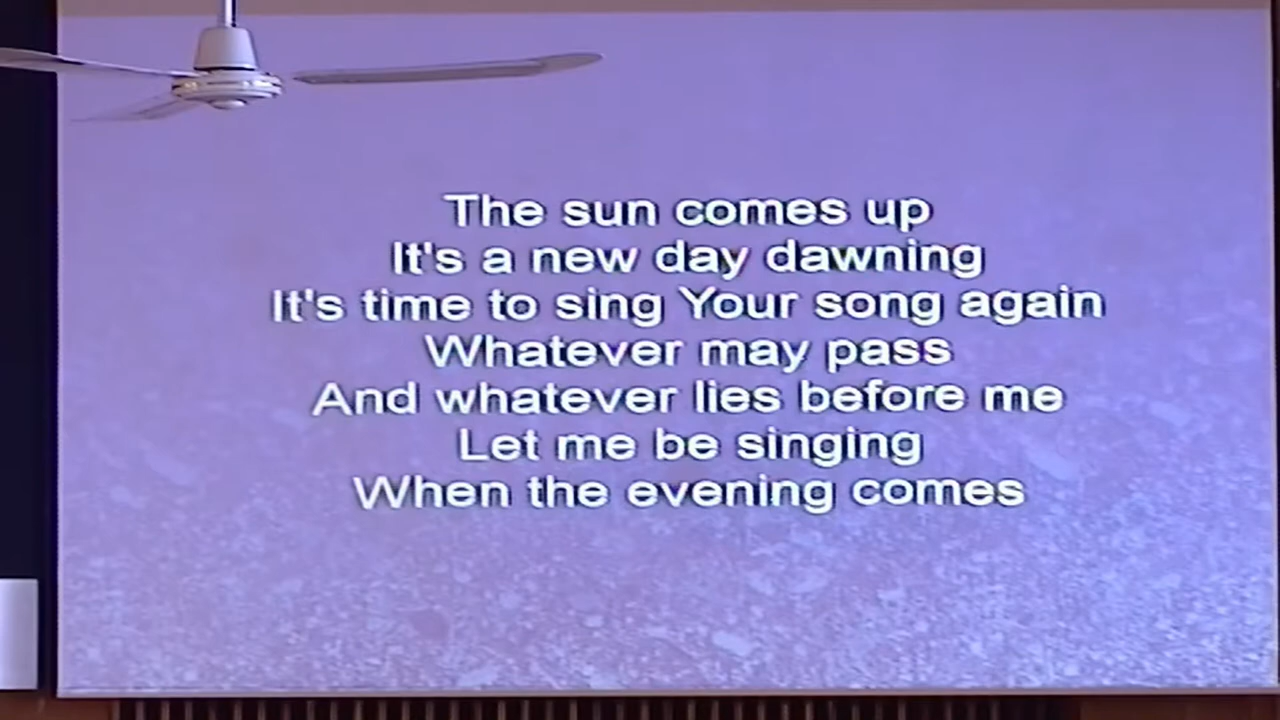 The sun comes up
It's a new day dawning
It's time to sing Your song again
Whatever may pass
And whatever lies before me
Let me be singing
When the evening comes